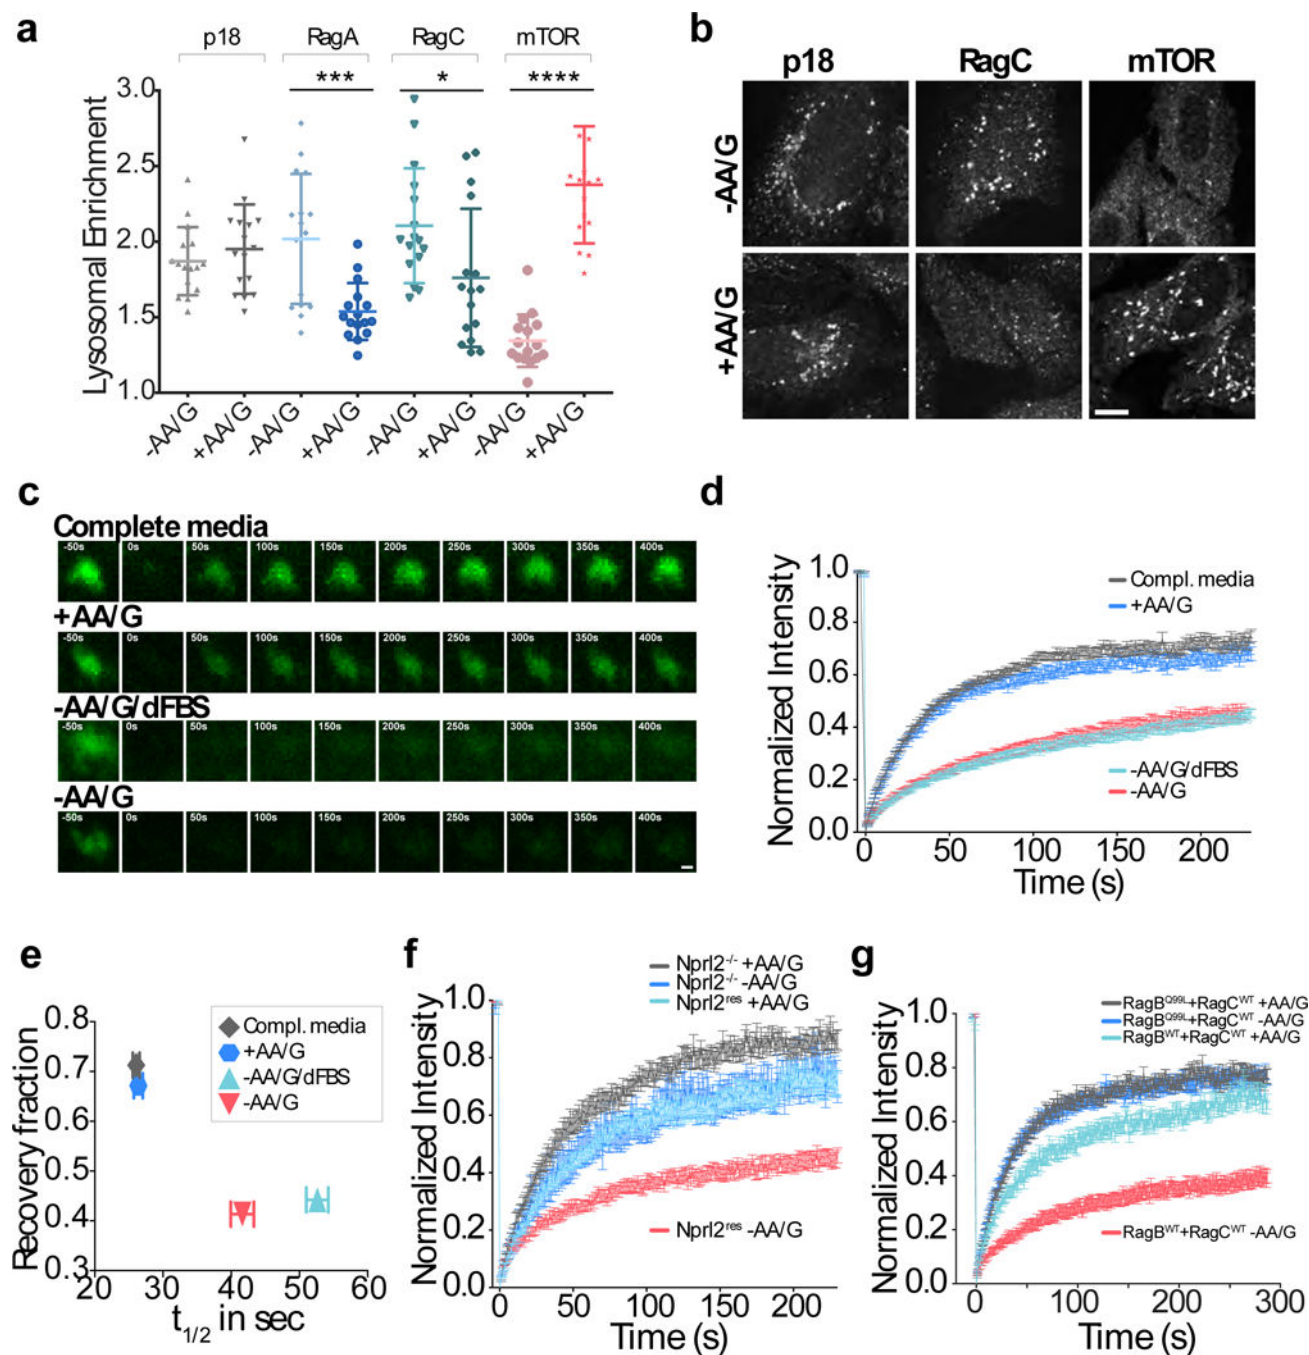 a
p18 RagA RagC mTOR
*** * ****
Lysosomal Enrichment
3.0
2.5
2.0
1.5
1.0
-AA/G +AA/G -AA/G +AA/G -AA/G +AA/G -AA/G +AA/G
b
p18 RagC mTOR
-AA/G
+AA/G
c
Complete media
-50s 0s 50s 100s 150s 200s 250s 300s 350s 400s
+AA/G
-50s 0s 50s 100s 150s 200s 250s 300s 350s 400s
-AA/G/dFBS
-50s 0s 50s 100s 150s 200s 250s 300s 350s 400s
-AA/G
-50s 0s 50s 100s 150s 200s 250s 300s 350s 400s
d
Normalized Intensity
1.0
0.8
0.6
0.4
0.2
0.0
Compl. media
+AA/G
-AA/G/dFBS
-AA/G
0 50 100 150 200
Time (s)
e
Recovery fraction
0.8
0.7
0.6
0.5
0.4
0.3
Compl. media
+AA/G
-AA/G/dFBS
-AA/G
20 30 40 50 60
t1/2 in sec
f
Normalized Intensity
1.0
0.8
0.6
0.4
0.2
0.0
Nprl2-/- +AA/G
Nprl2-/- -AA/G
Nprl2res +AA/G
Nprl2res -AA/G
0 50 100 150 200
Time (s)
g
Normalized Intensity
1.0
0.8
0.6
0.4
0.2
0.0
RagBQ99L+RagCWT +AA/G
RagBQ99L+RagCWT -AA/G
RagBWT+RagCWT +AA/G
RagBWT+RagCWT -AA/G
0 100 200 300
Time (s)